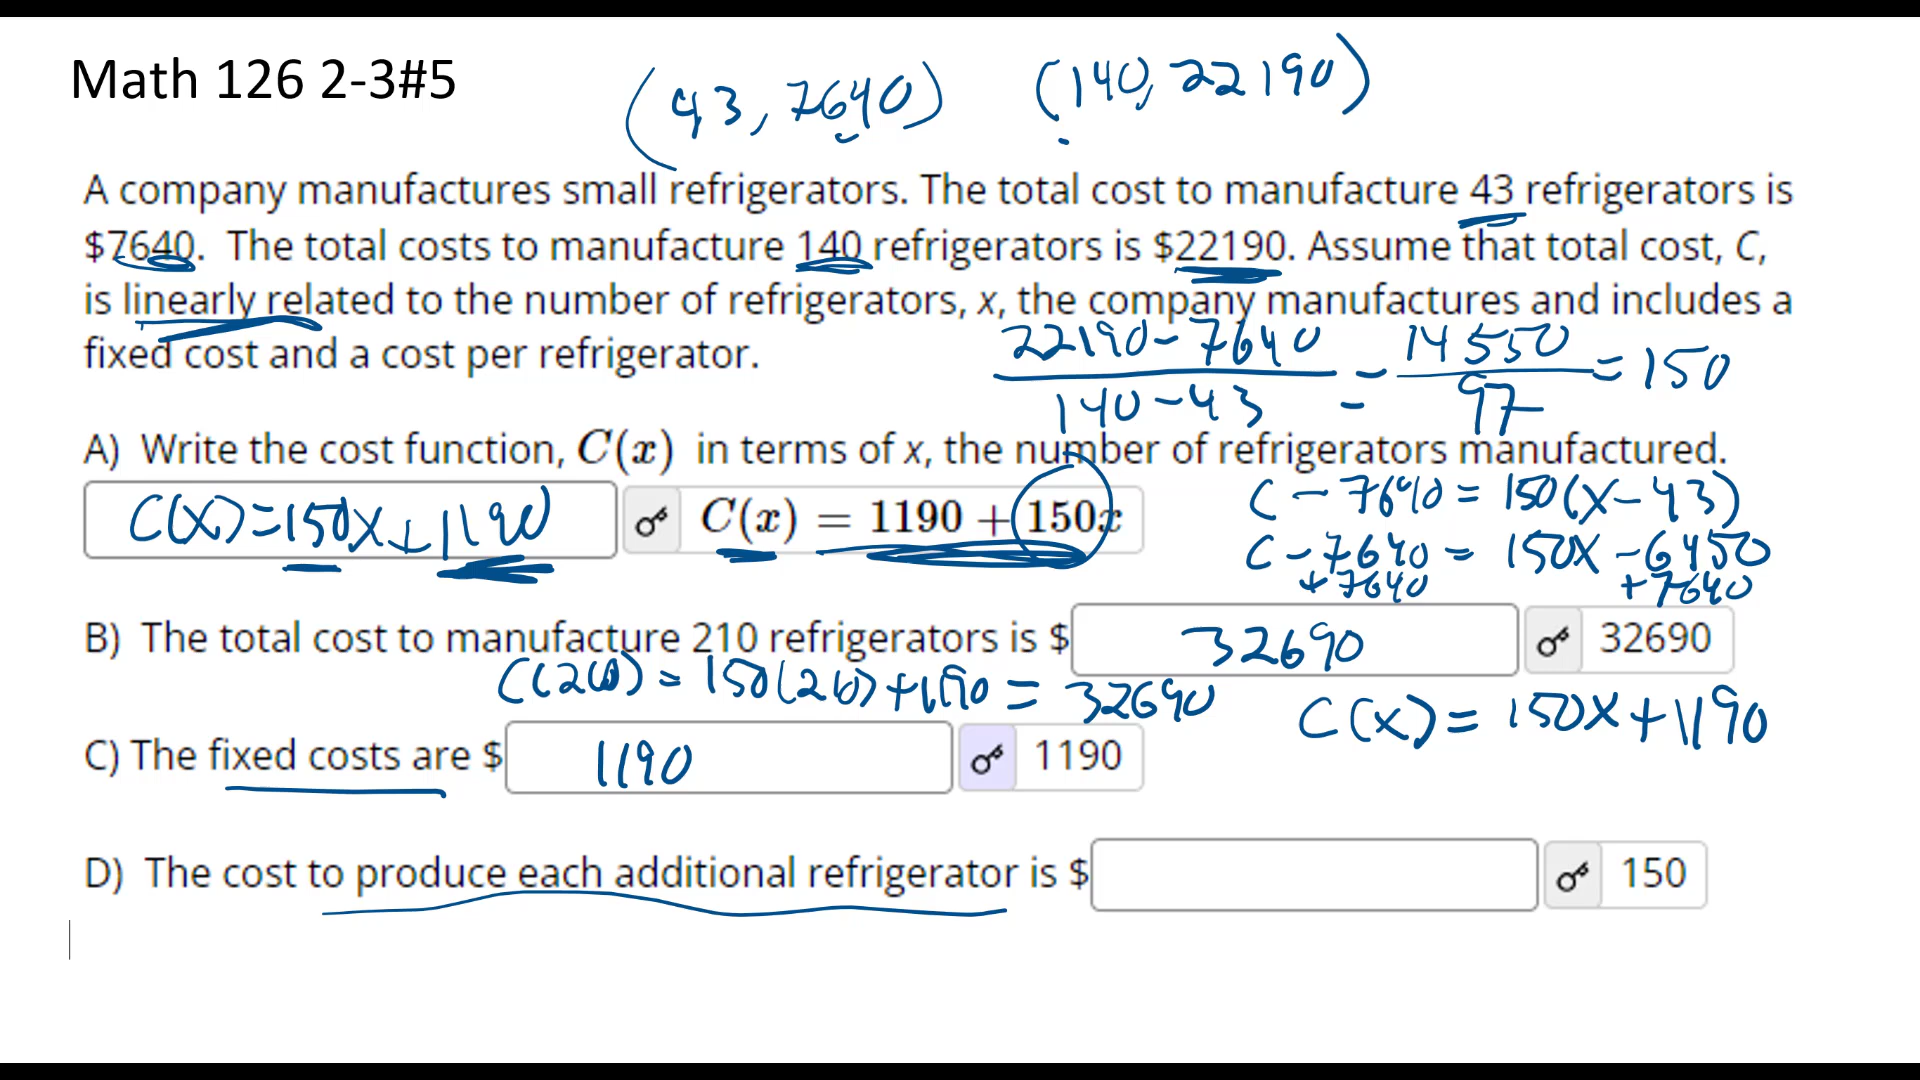 Math 126 2-3#5
(43, 7640) (140, 22190)
A company manufactures small refrigerators. The total cost to manufacture 43 refrigerators is
$7640. The total costs to manufacture 140 refrigerators is $22190. Assume that total cost, C,
is linearly related to the number of refrigerators, x, the company manufactures and includes a
fixed cost and a cost per refrigerator.
22190-7640 / 140-43 = 14550 / 97 = 150
A) Write the cost function, C(x) in terms of x, the number of refrigerators manufactured.
C(x)=150x+1190 C(x) = 1190 + 150x
C - 7640 = 150(x-43)
C - 7640 = 150x - 6450
+7640 +7640
B) The total cost to manufacture 210 refrigerators is $ 32690 32690
C(210) = 150(210)+1190 = 32690
C(x) = 150x+1190
C) The fixed costs are $ 1190 1190
D) The cost to produce each additional refrigerator is $ 150